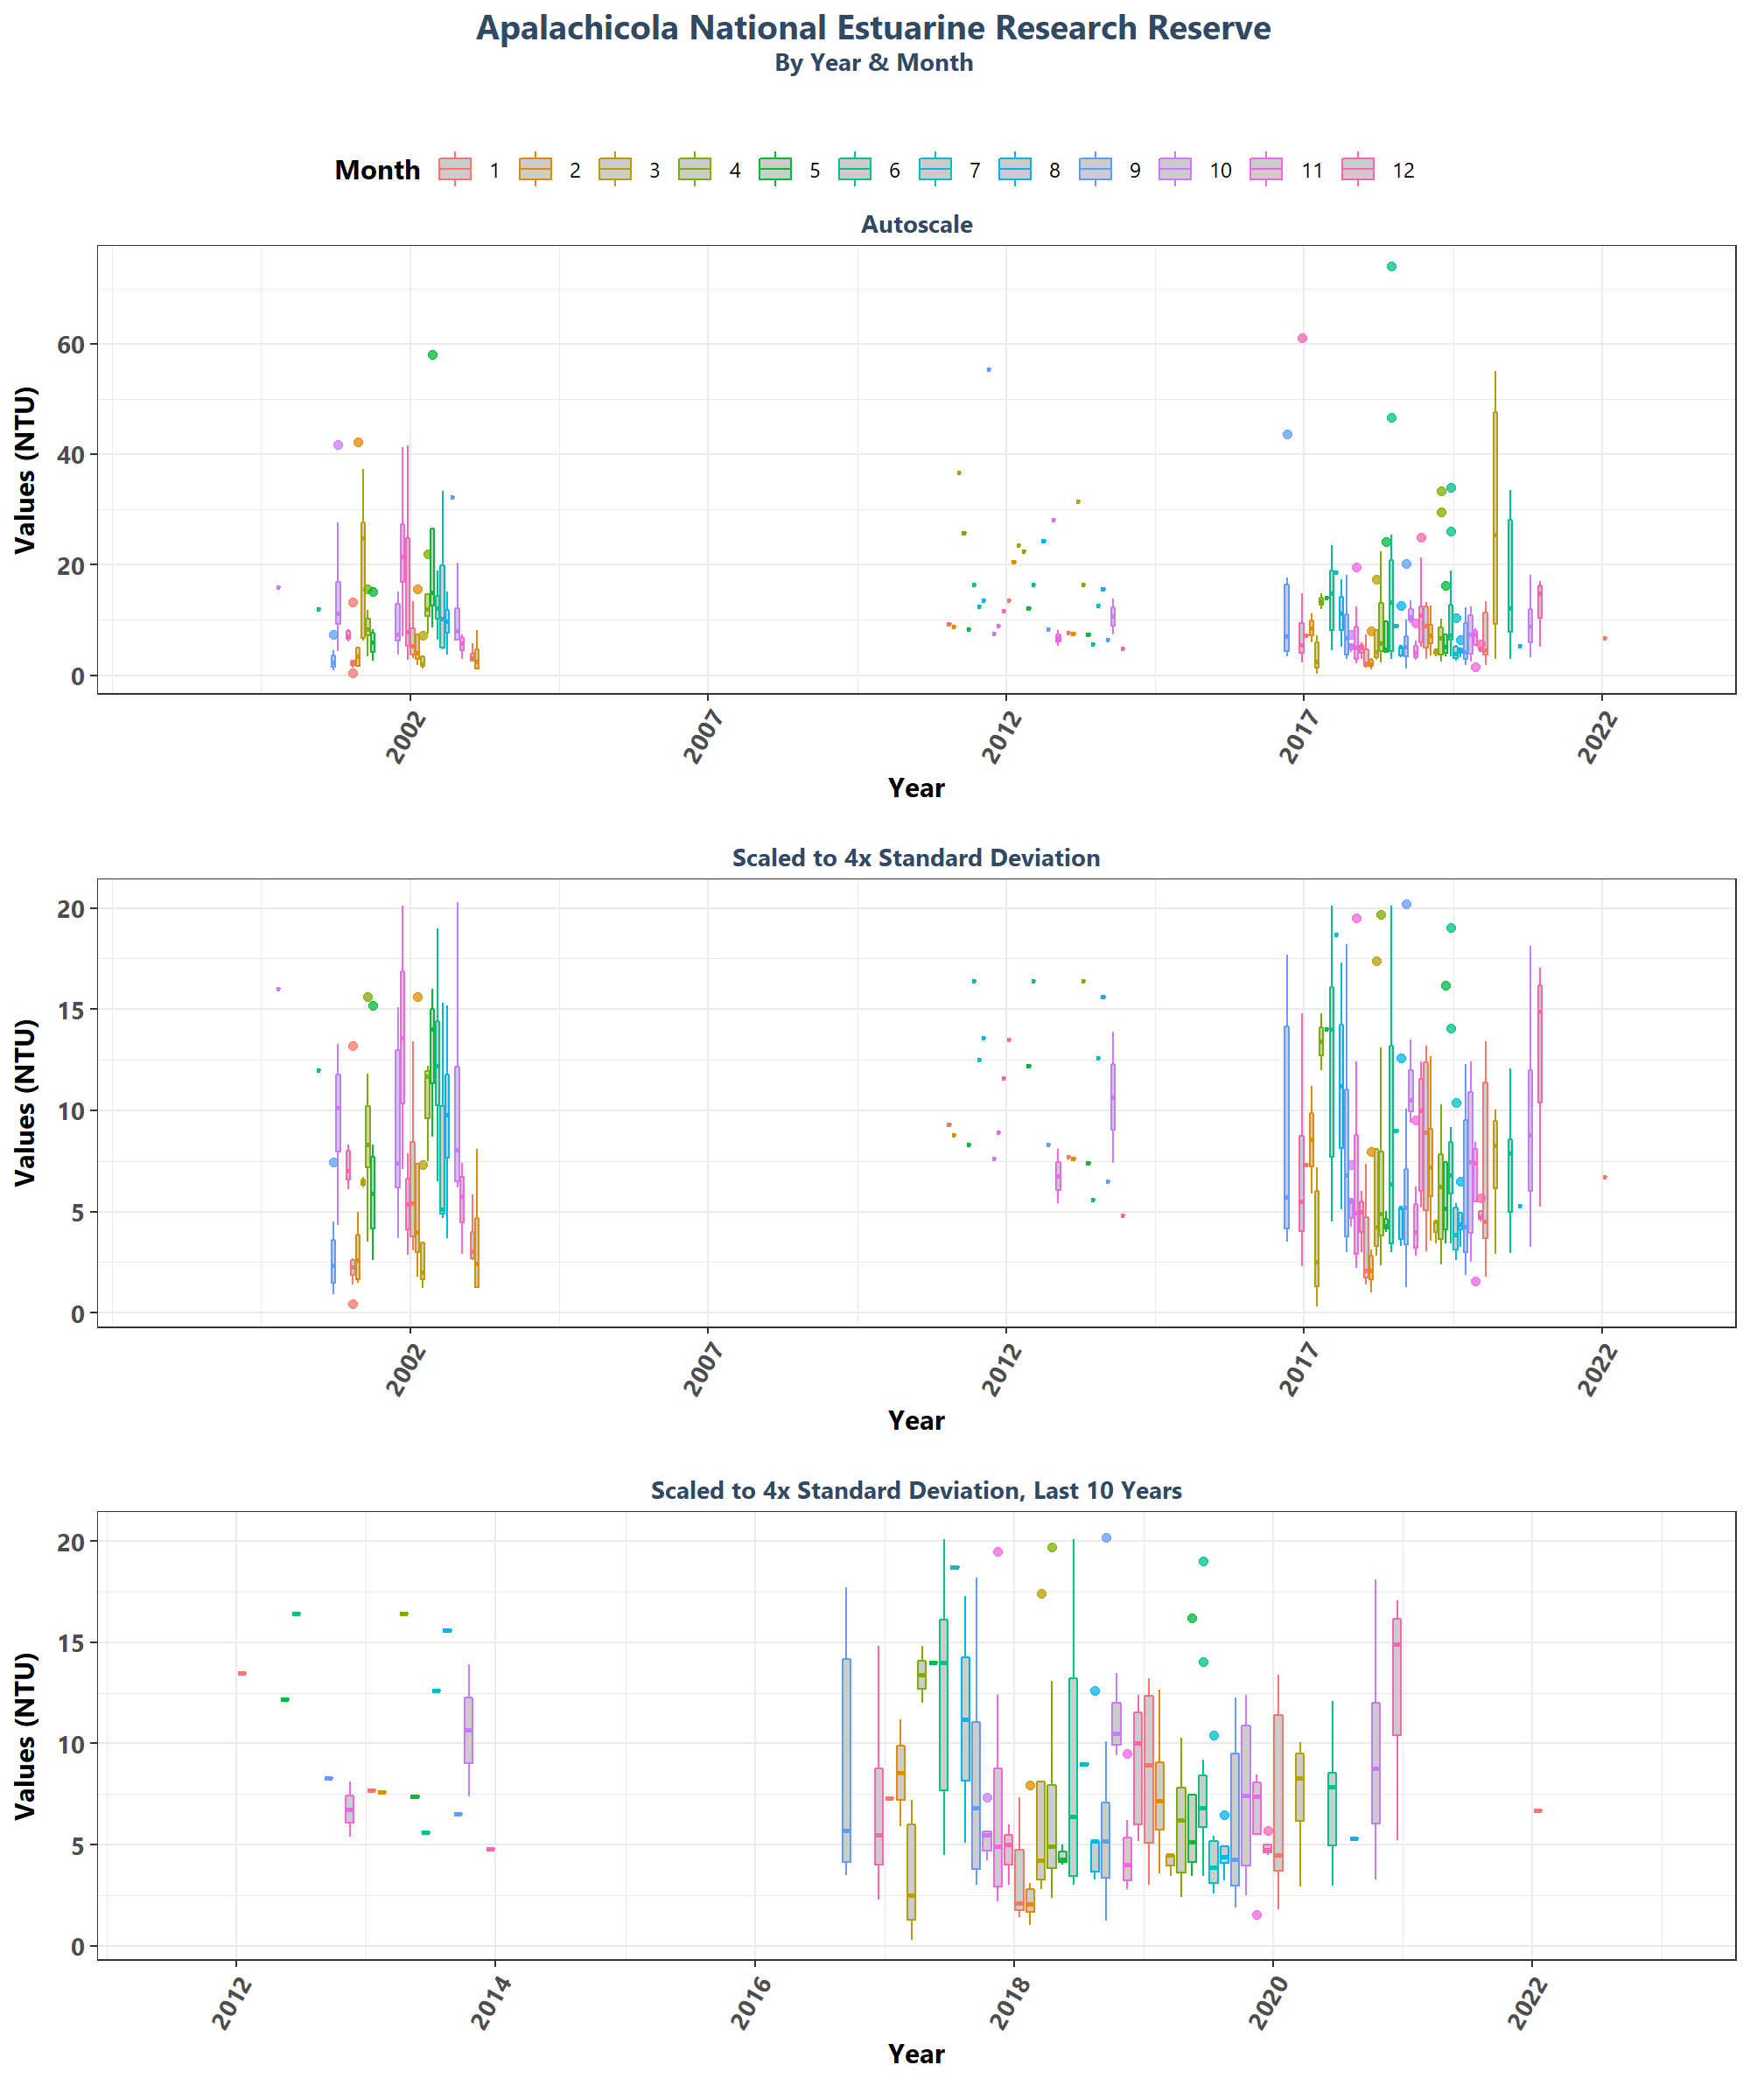 Apalachicola National Estuarine Research Reserve
By Year & Month
Month 1 2 3 4 5 6 7 8 9 10 11 12
Autoscale
Values (NTU)
60
40
20
0
2002 2007 2012 2017 2022
Year
Scaled to 4x Standard Deviation
Values (NTU)
20
15
10
5
0
2002 2007 2012 2017 2022
Year
Scaled to 4x Standard Deviation, Last 10 Years
Values (NTU)
20
15
10
5
0
2012 2014 2016 2018 2020 2022
Year